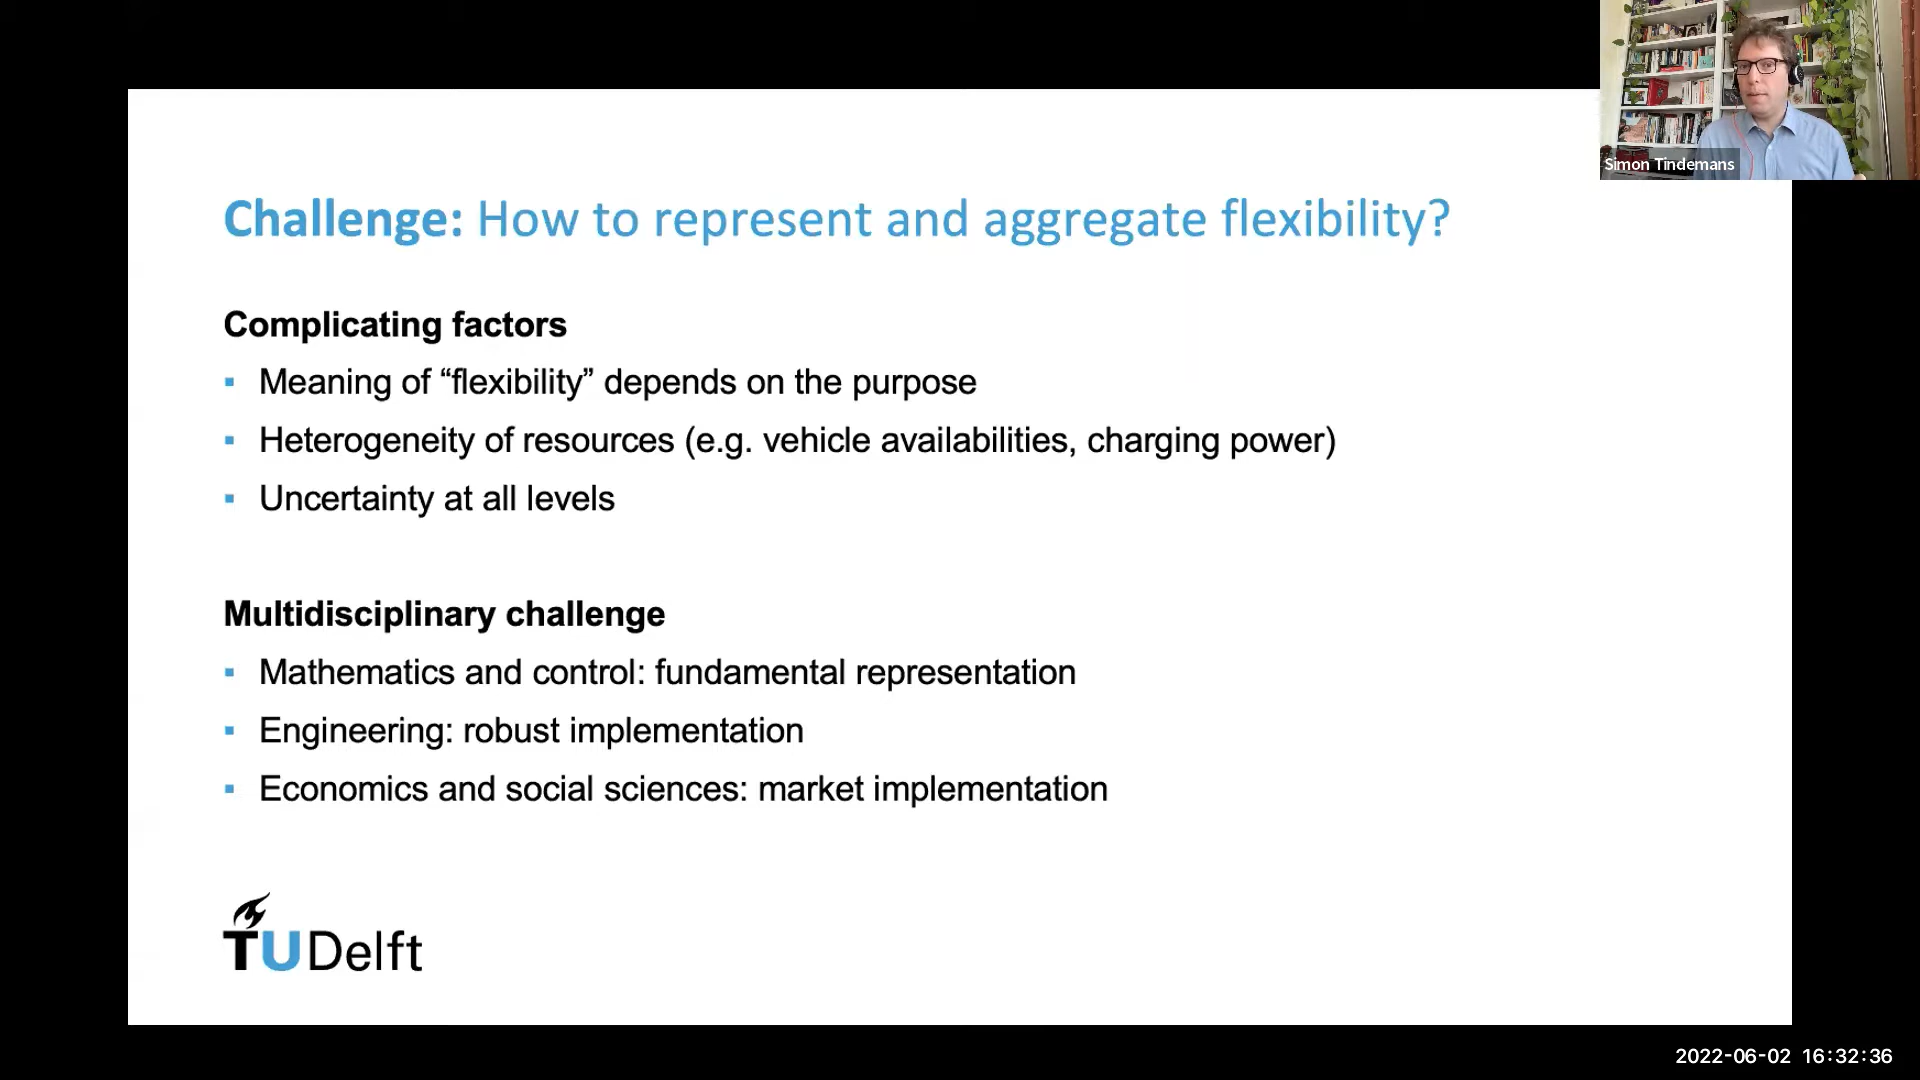 Simon Tindemans
Challenge: How to represent and aggregate flexibility?
Complicating factors
▪ Meaning of “flexibility” depends on the purpose
▪ Heterogeneity of resources (e.g. vehicle availabilities, charging power)
▪ Uncertainty at all levels
Multidisciplinary challenge
▪ Mathematics and control: fundamental representation
▪ Engineering: robust implementation
▪ Economics and social sciences: market implementation
TU Delft
2022-06-02 16:32:36